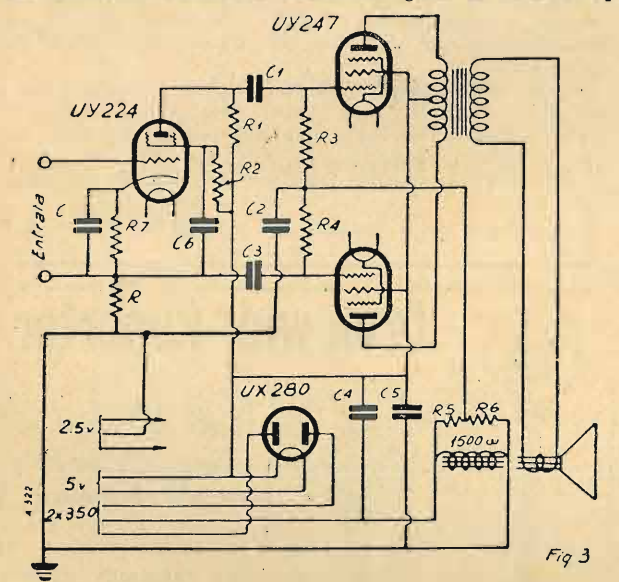 UY247
C1
UY224
R1
R3
R2
Entrata
C
R7
C6
C2
R4
C3
R
UX280
C4
C5
R5
R6
2.5v
1500 ω
5v
2x350
A 322
Fig 3